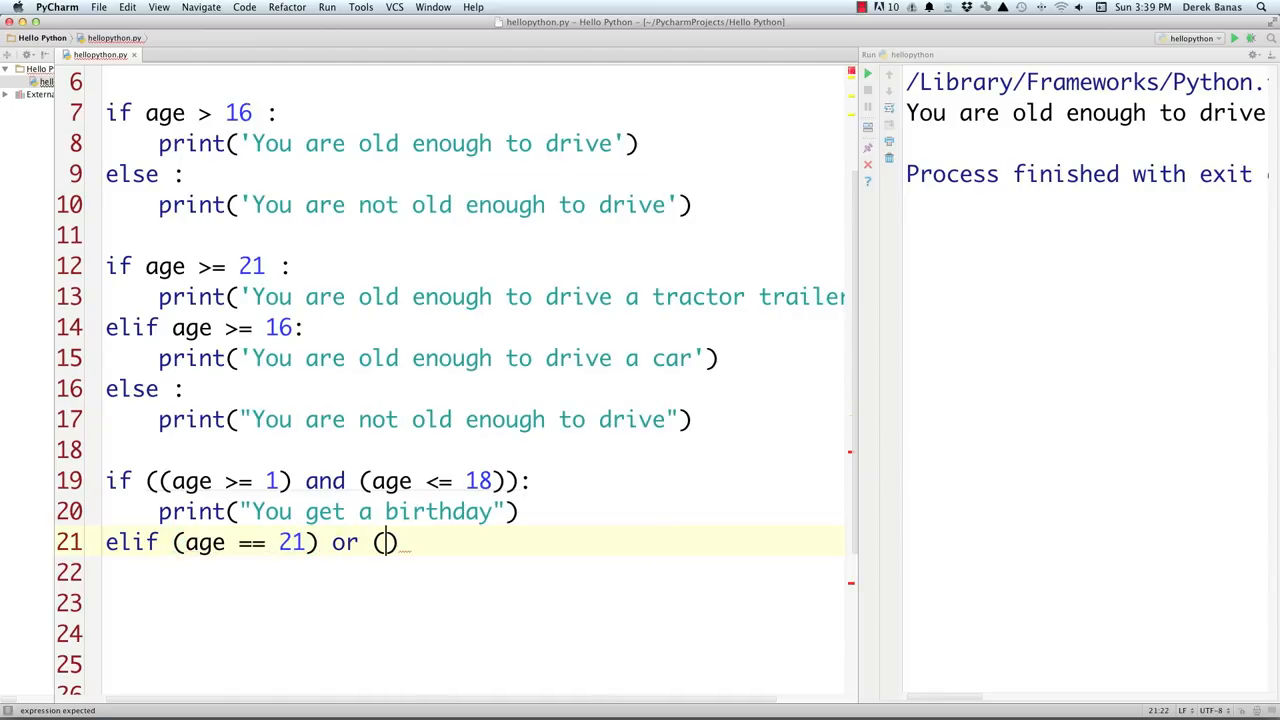 PyCharm File Edit View Navigate Code Refactor Run Tools VCS Window Help 10 Sun 3:39 PM Derek Banas
hellopython.py – Hello Python – [~/PycharmProjects/Hello Python]
Hello Python hellopython.py hellopython
hellopython.py Run hellopython
Hello P
hell
Externa
6
7 if age > 16 :
8 print('You are old enough to drive')
9 else :
10 print('You are not old enough to drive')
11
12 if age >= 21 :
13 print('You are old enough to drive a tractor trailer
14 elif age >= 16:
15 print('You are old enough to drive a car')
16 else :
17 print("You are not old enough to drive")
18
19 if ((age >= 1) and (age <= 18)):
20 print("You get a birthday")
21 elif (age == 21) or ()
22
23
24
25
26
/Library/Frameworks/Python.
You are old enough to drive
Process finished with exit
expression expected 21:22 LF UTF-8